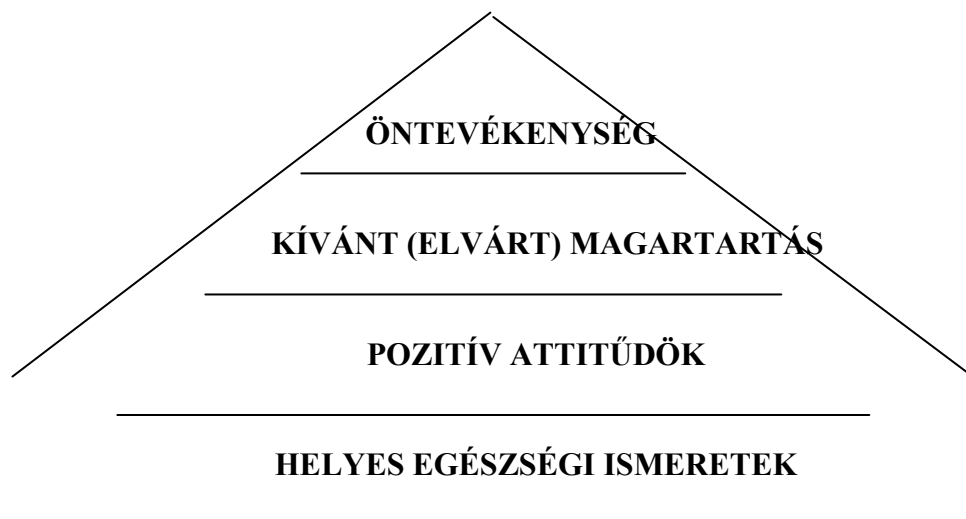 ÖNTEVÉKENYSÉG
KÍVÁNT (ELVÁRT) MAGARTARTÁS
POZITÍV ATTITŰDÖK
HELYES EGÉSZSÉGI ISMERETEK